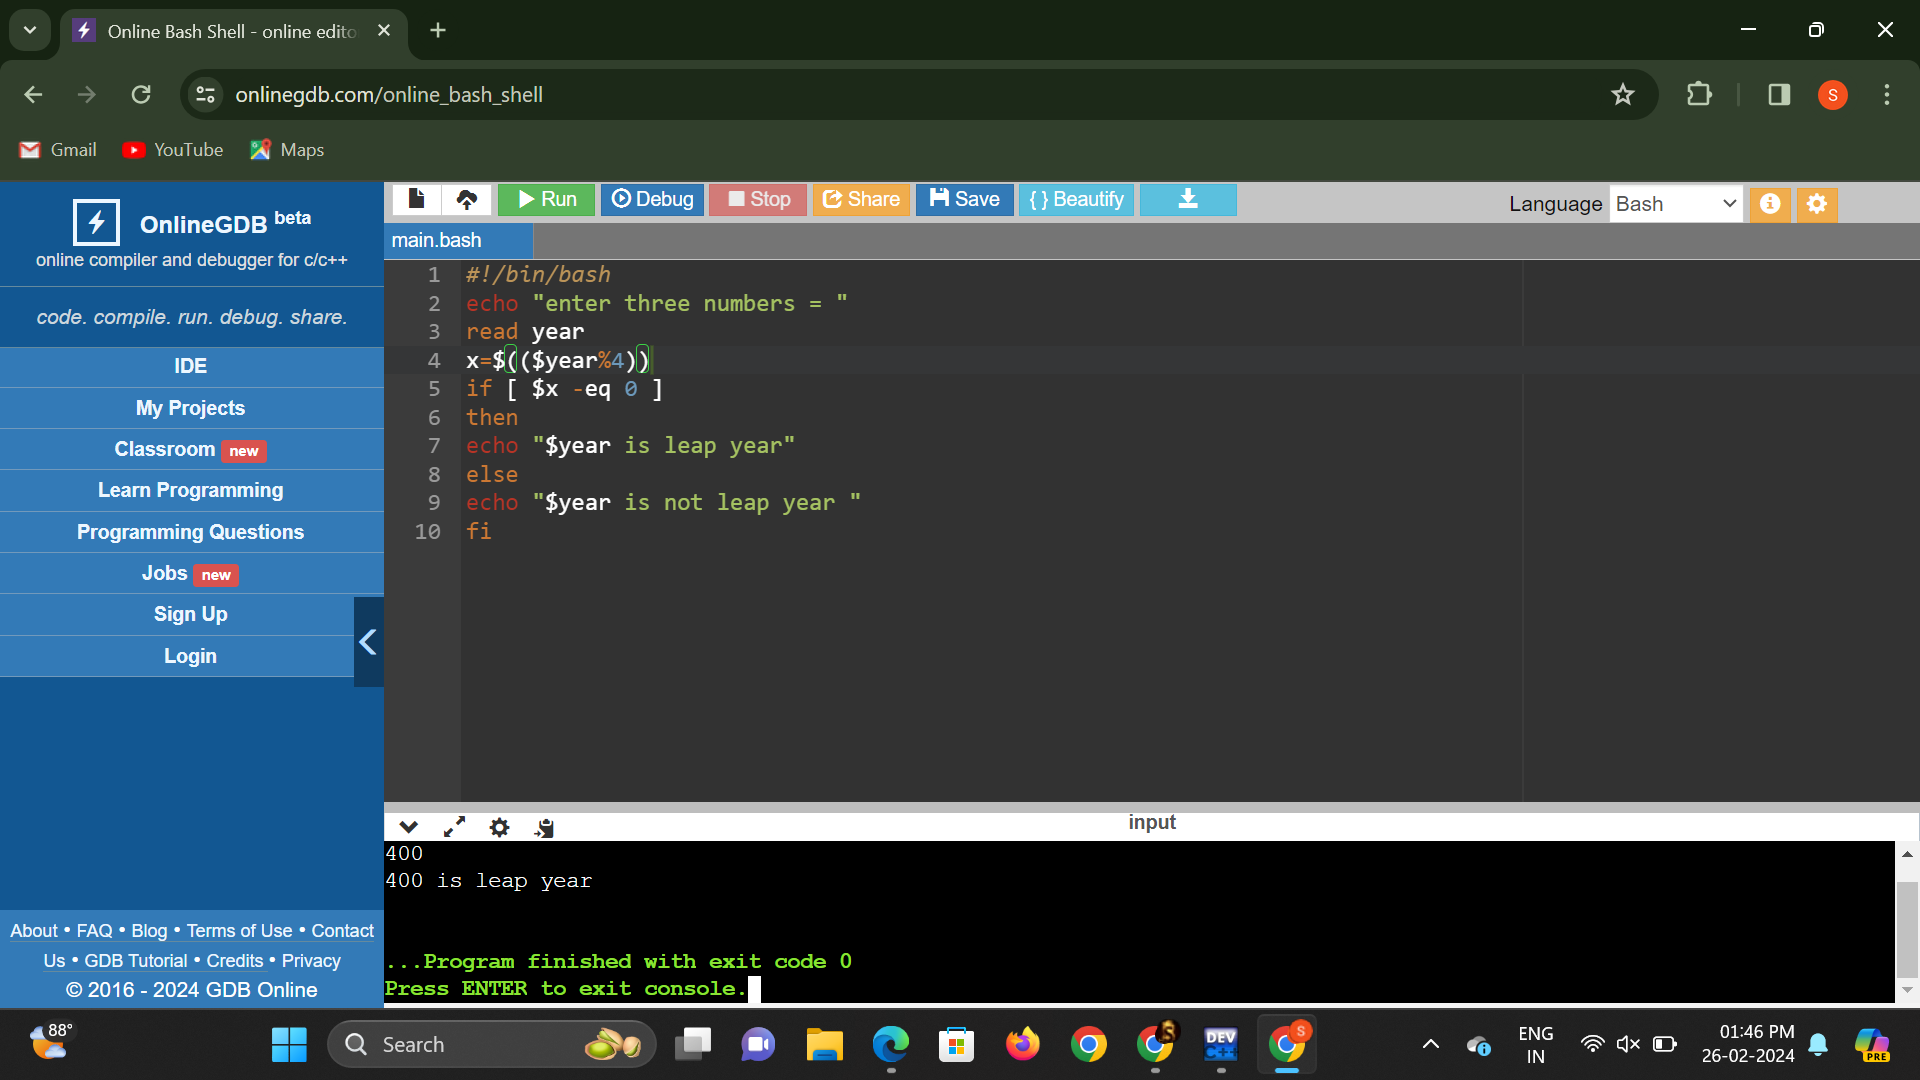 Online Bash Shell - online edito
onlinegdb.com/online_bash_shell
S
Gmail YouTube Maps
OnlineGDB beta
online compiler and debugger for c/c++
code. compile. run. debug. share.
IDE
My Projects
Classroom new
Learn Programming
Programming Questions
Jobs new
Sign Up
Login
About • FAQ • Blog • Terms of Use • Contact
Us • GDB Tutorial • Credits • Privacy
© 2016 - 2024 GDB Online
Run Debug Stop Share Save {} Beautify
Language Bash
main.bash
1 #!/bin/bash
2 echo "enter three numbers = "
3 read year
4 x=$(($year%4))
5 if [ $x -eq 0 ]
6 then
7 echo "$year is leap year"
8 else
9 echo "$year is not leap year "
10 fi
input
400
400 is leap year
...Program finished with exit code 0
Press ENTER to exit console.
88°
Search
DEV
C++
S
S
ENG
IN
01:46 PM
26-02-2024
PRE